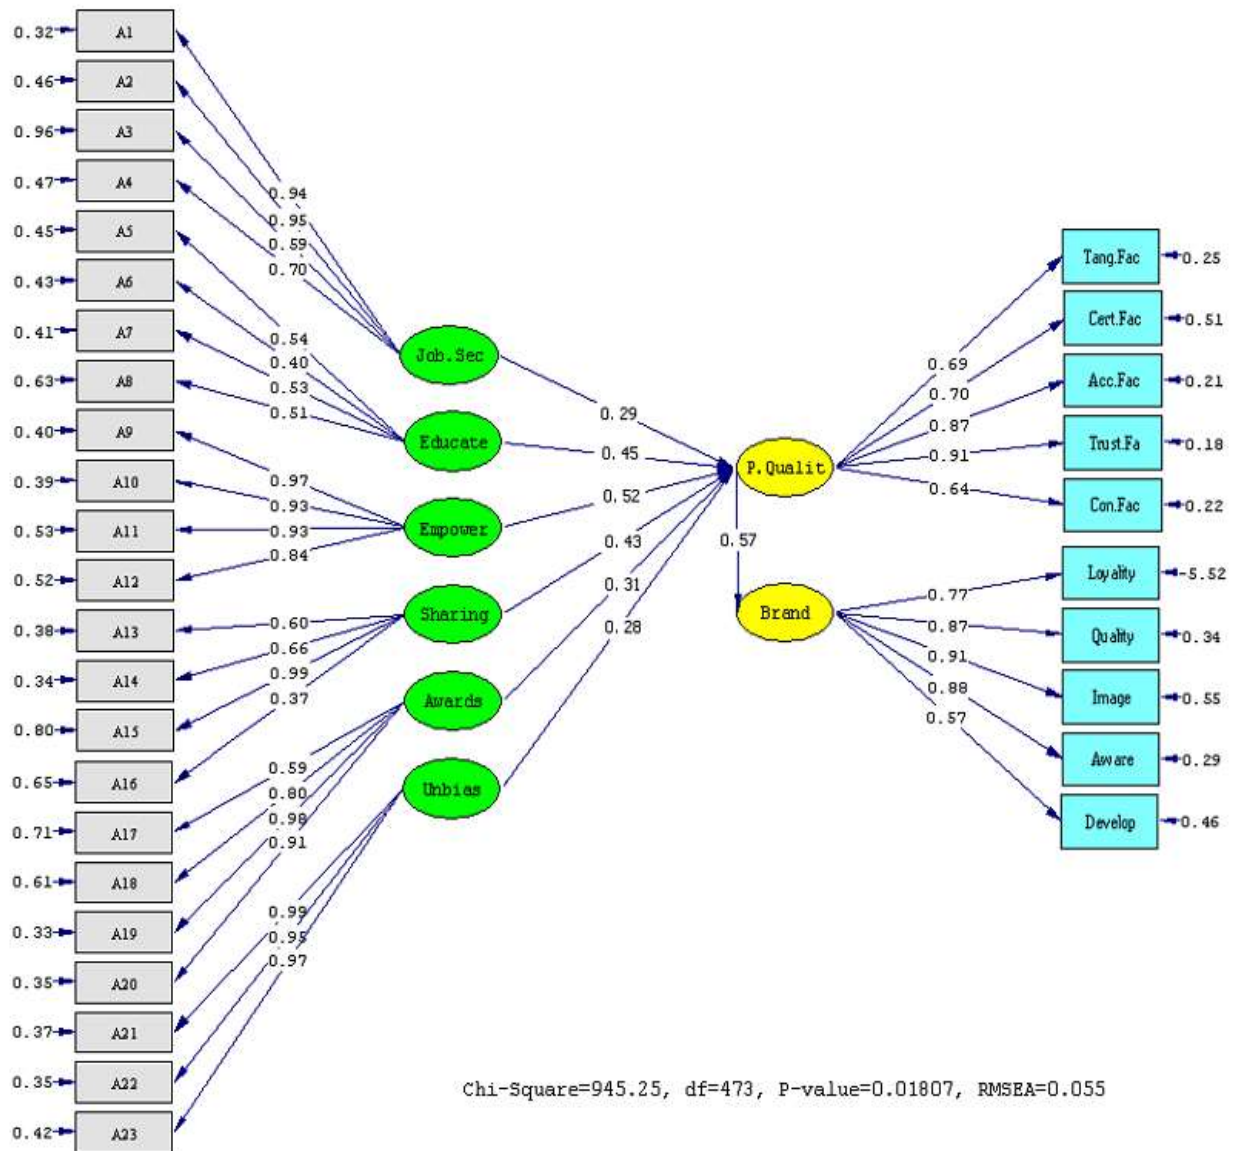 0.32 A1
0.46 A2
0.96 A3
0.47 A4
0.45 A5
0.43 A6
0.41 A7
0.63 A8
0.40 A9
0.39 A10
0.53 A11
0.52 A12
0.38 A13
0.34 A14
0.80 A15
0.65 A16
0.71 A17
0.61 A18
0.33 A19
0.35 A20
0.37 A21
0.35 A22
0.42 A23
0.94
0.95
0.59
0.70
0.54
0.40
0.53
0.51
0.97
0.93
0.93
0.84
0.60
0.66
0.99
0.37
0.59
0.80
0.98
0.91
0.99
0.95
0.97
Job.Sec
Educate
Empower
Sharing
Awards
Unbias
0.29
0.45
0.52
0.43
0.31
0.28
P.Qualit
0.57
Brand
0.69
0.70
0.87
0.91
0.64
0.77
0.87
0.91
0.88
0.57
Tang.Fac 0.25
Cert.Fac 0.51
Acc.Fac 0.21
Trust.Fa 0.18
Con.Fac 0.22
Loyality -5.52
Quality 0.34
Image 0.55
Aware 0.29
Develop 0.46
Chi-Square=945.25, df=473, P-value=0.01807, RMSEA=0.055